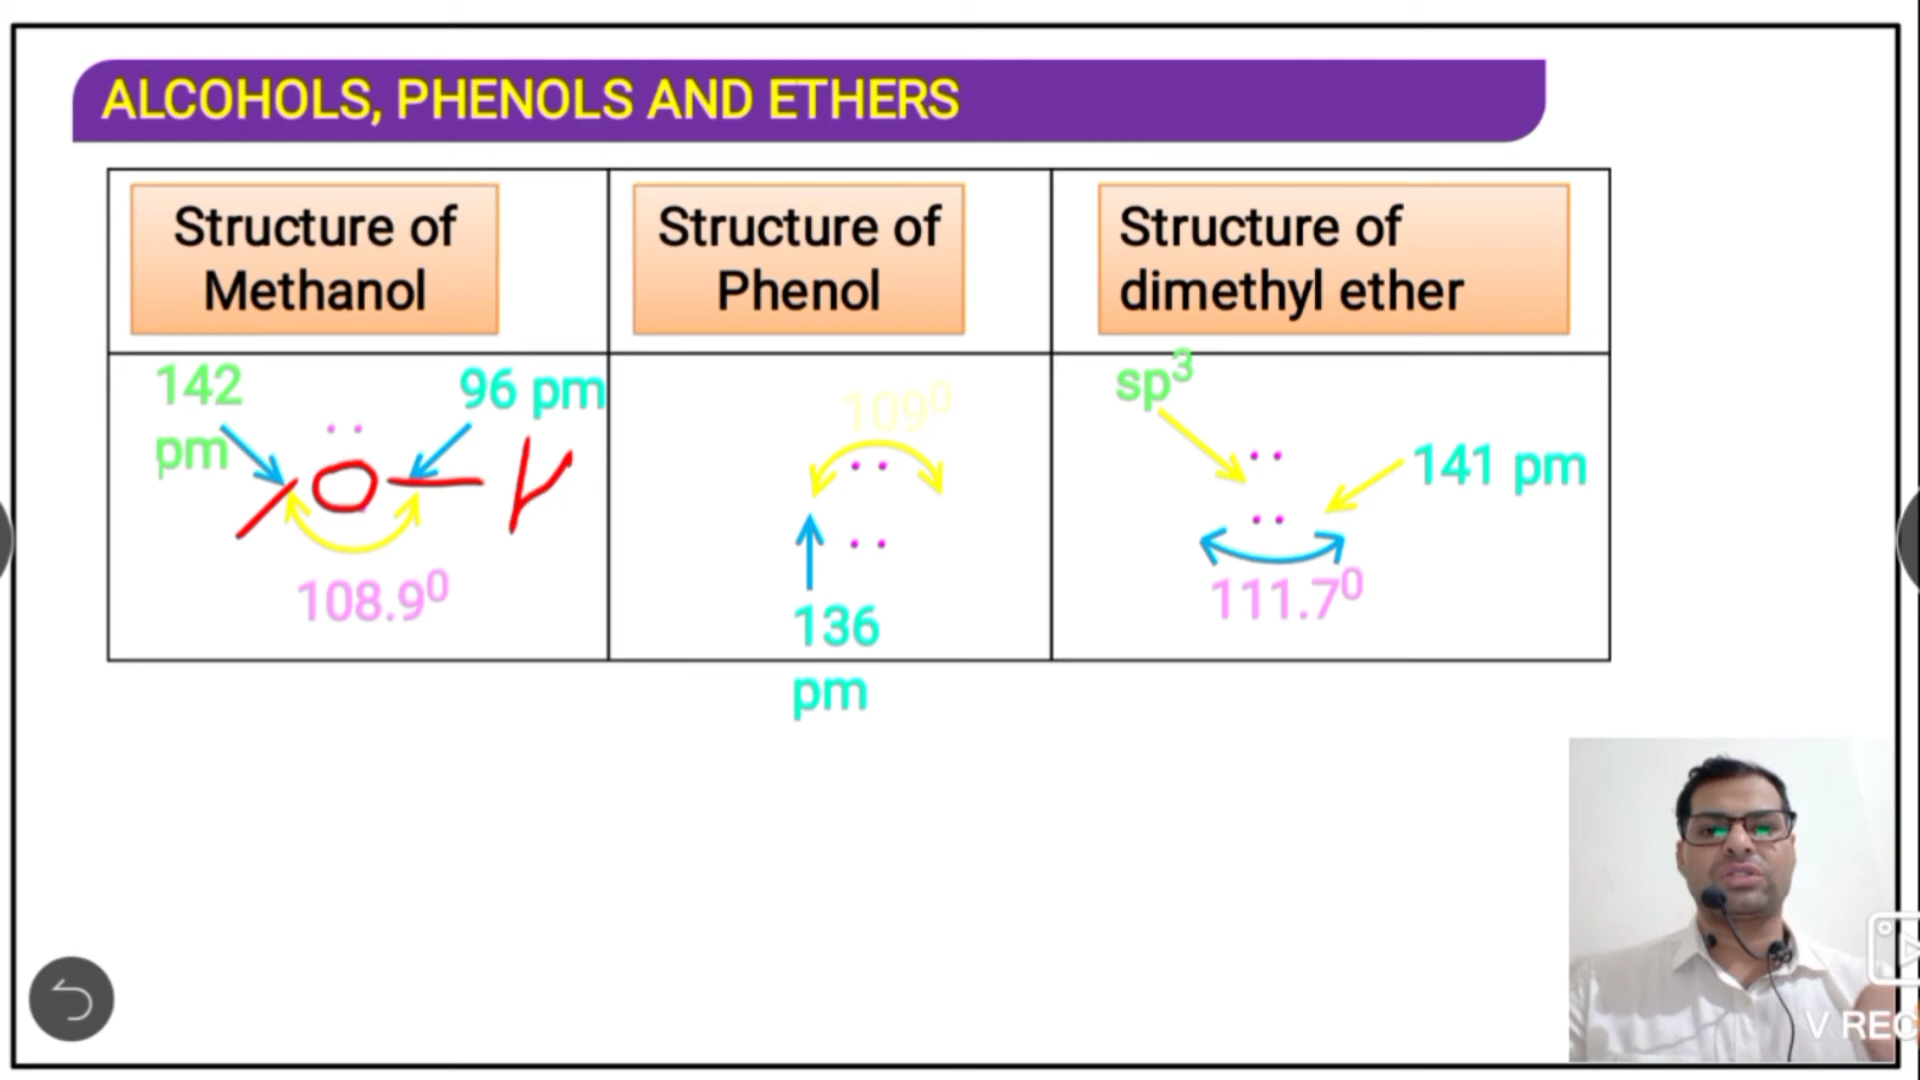 ALCOHOLS, PHENOLS AND ETHERS
Structure of
Methanol
Structure of
Phenol
Structure of
dimethyl ether
142
pm
96 pm
O
108.9⁰
109⁰
136
pm
sp³
141 pm
111.7⁰
V REC